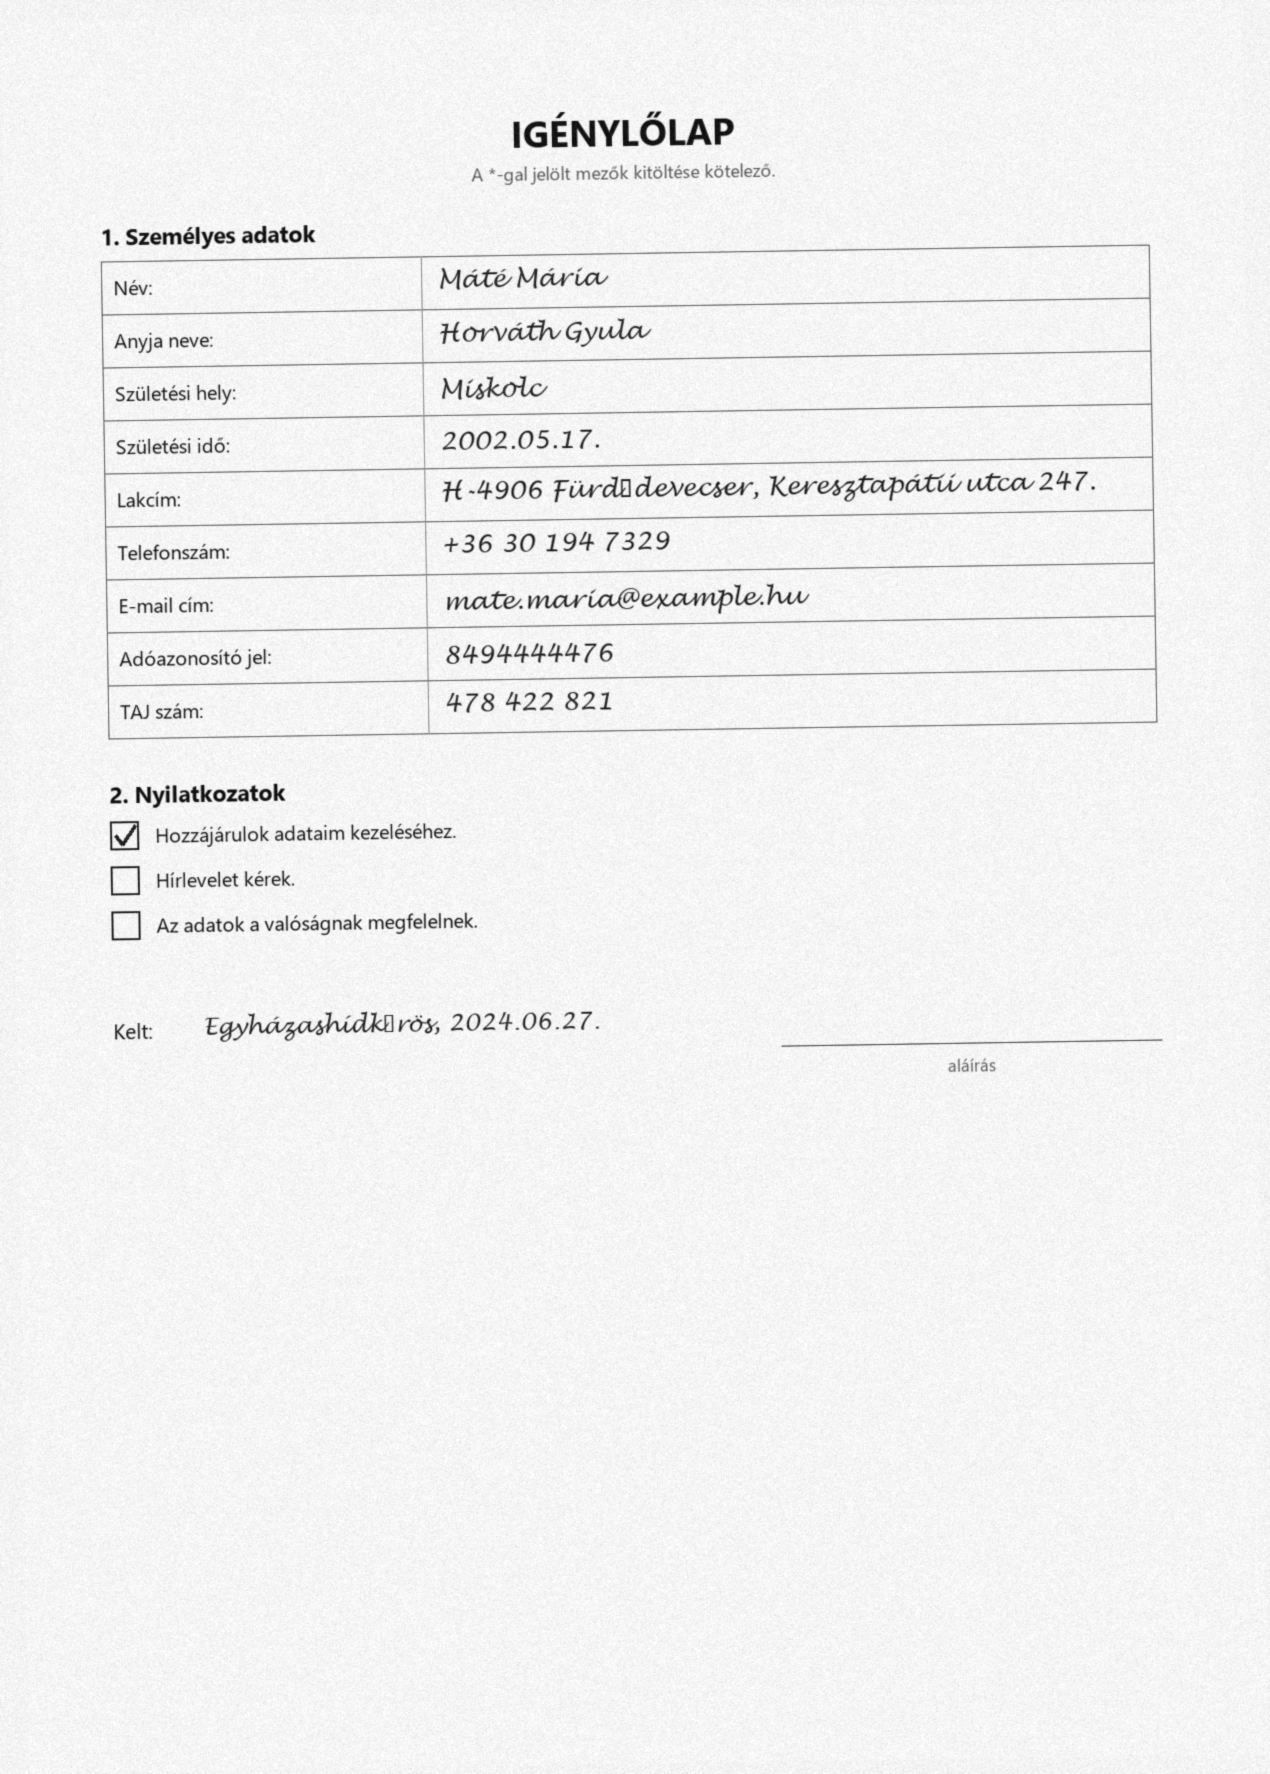 IGÉNYLŐLAP
A *-gal jelölt mezők kitöltése kötelező.
1. Személyes adatok
Név: Máté Mária
Anyja neve: Horváth Gyula
Születési hely: Miskolc
Születési idő: 2002.05.17.
Lakcím: H-4906 Fürd▯devecser, Keresztapátii utca 247.
Telefonszám: +36 30 194 7329
E-mail cím: mate.maria@example.hu
Adóazonosító jel: 8494444476
TAJ szám: 478 422 821
2. Nyilatkozatok
Hozzájárulok adataim kezeléséhez.
Hírlevelet kérek.
Az adatok a valóságnak megfelelnek.
Kelt: Egyházashídk▯rös, 2024.06.27.
aláírás